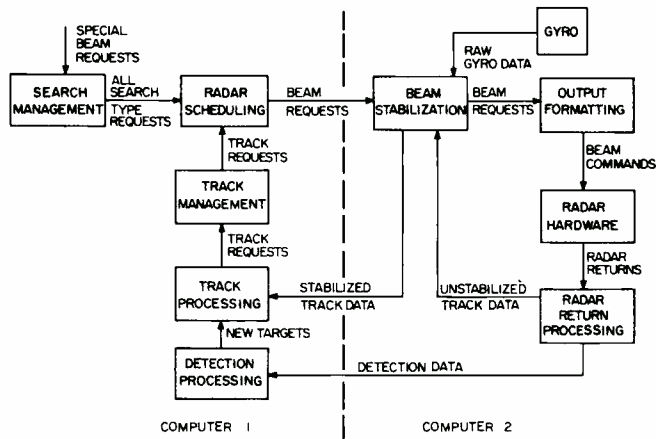 SPECIAL
BEAM
REQUESTS
SEARCH
MANAGEMENT
ALL
SEARCH
TYPE
REQUESTS
RADAR
SCHEDULING
BEAM
REQUESTS
RAW
GYRO DATA
GYRO
BEAM
STABILIZATION
BEAM
REQUESTS
OUTPUT
FORMATTING
TRACK
REQUESTS
BEAM
COMMANDS
TRACK
MANAGEMENT
RADAR
HARDWARE
TRACK
REQUESTS
RADAR
RETURNS
TRACK
PROCESSING
STABILIZED
TRACK DATA
UNSTABILIZED
TRACK DATA
RADAR
RETURN
PROCESSING
NEW TARGETS
DETECTION
PROCESSING
DETECTION DATA
COMPUTER 1
COMPUTER 2